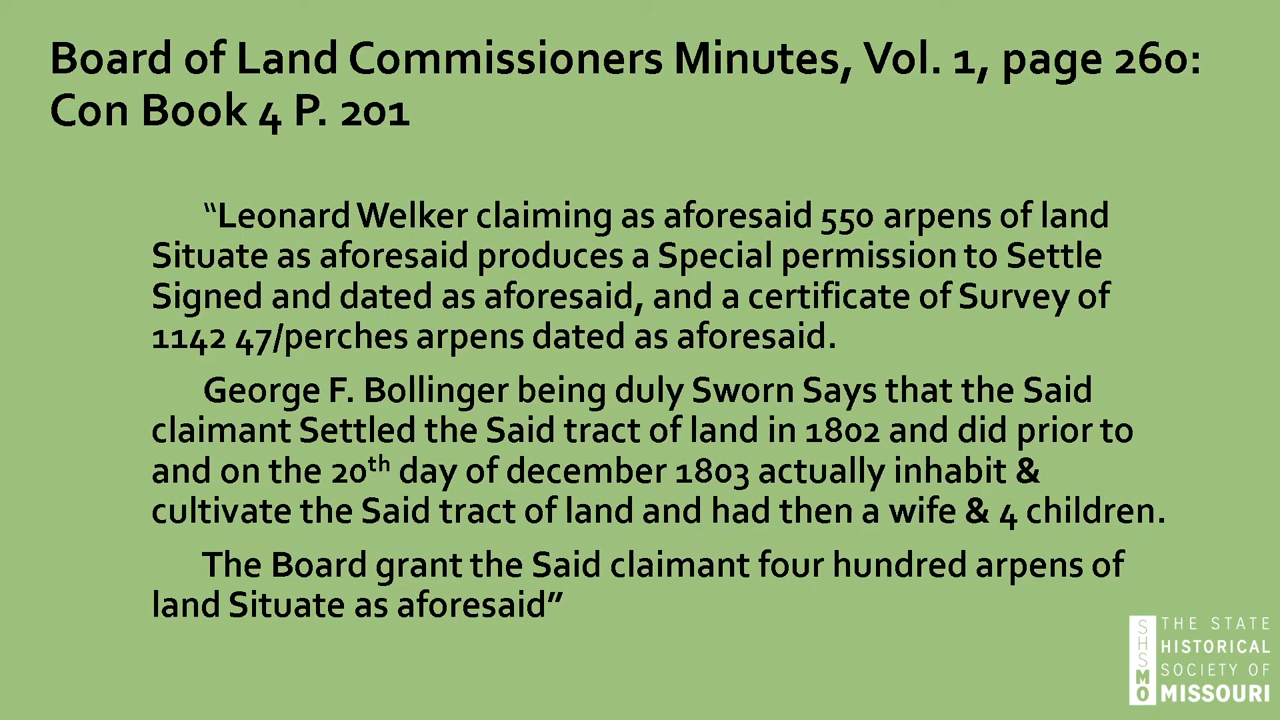 Board of Land Commissioners Minutes, Vol. 1, page 260:
Con Book 4 P. 201
“Leonard Welker claiming as aforesaid 550 arpens of land
Situate as aforesaid produces a Special permission to Settle
Signed and dated as aforesaid, and a certificate of Survey of
1142 47/perches arpens dated as aforesaid.
George F. Bollinger being duly Sworn Says that the Said
claimant Settled the Said tract of land in 1802 and did prior to
and on the 20th day of december 1803 actually inhabit &
cultivate the Said tract of land and had then a wife & 4 children.
The Board grant the Said claimant four hundred arpens of
land Situate as aforesaid”
SHSMO
THE STATE
HISTORICAL
SOCIETY OF
MISSOURI